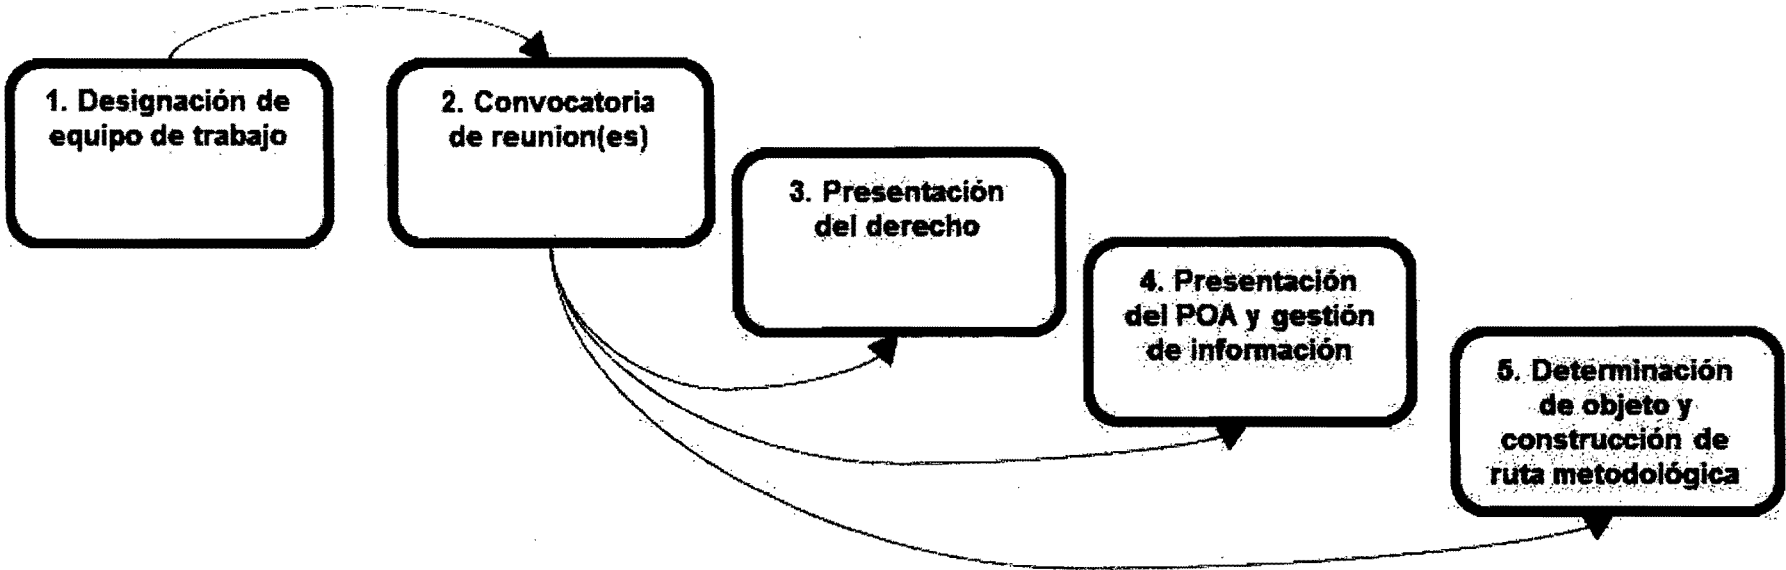 1. Designación de
equipo de trabajo
2. Convocatoria
de reunion(es)
3. Presentación
del derecho
4. Presentación
del POA y gestión
de información
5. Determinación
de objeto y
construcción de
ruta metodológica